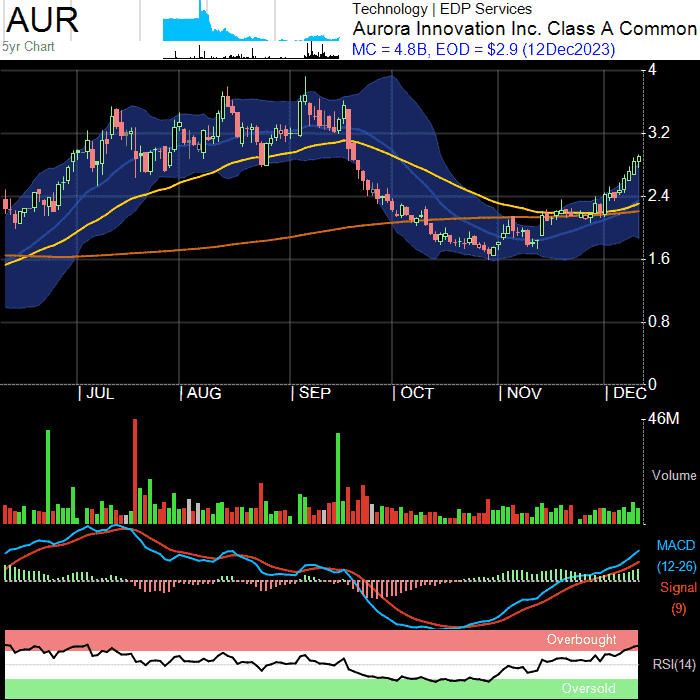 AUR
5yr Chart
Technology | EDP Services
Aurora Innovation Inc. Class A Common
MC = 4.8B, EOD = $2.9 (12Dec2023)
4
3.2
2.4
1.6
0.8
0
| JUL | AUG | SEP | OCT | NOV | DEC
46M
Volume
MACD
(12-26)
Signal
(9)
Overbought
RSI(14)
Oversold